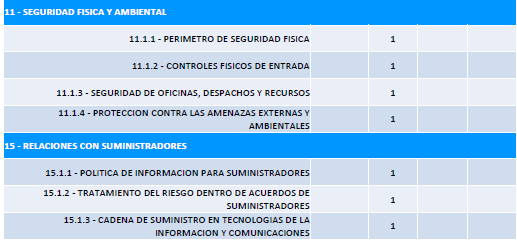 11 - SEGURIDAD FISICA Y AMBIENTAL
11.1.1 - PERIMETRO DE SEGURIDAD FISICA 1
11.1.2 - CONTROLES FISICOS DE ENTRADA 1
11.1.3 - SEGURIDAD DE OFICINAS, DESPACHOS Y RECURSOS 1
11.1.4 - PROTECCION CONTRA LAS AMENAZAS EXTERNAS Y
AMBIENTALES 1
15 - RELACIONES CON SUMINISTRADORES
15.1.1 - POLITICA DE INFORMACION PARA SUMINISTRADORES 1
15.1.2 - TRATAMIENTO DEL RIESGO DENTRO DE ACUERDOS DE
SUMINISTRADORES 1
15.1.3 - CADENA DE SUMINISTRO EN TECNOLOGIAS DE LA
INFORMACION Y COMUNICACIONES 1